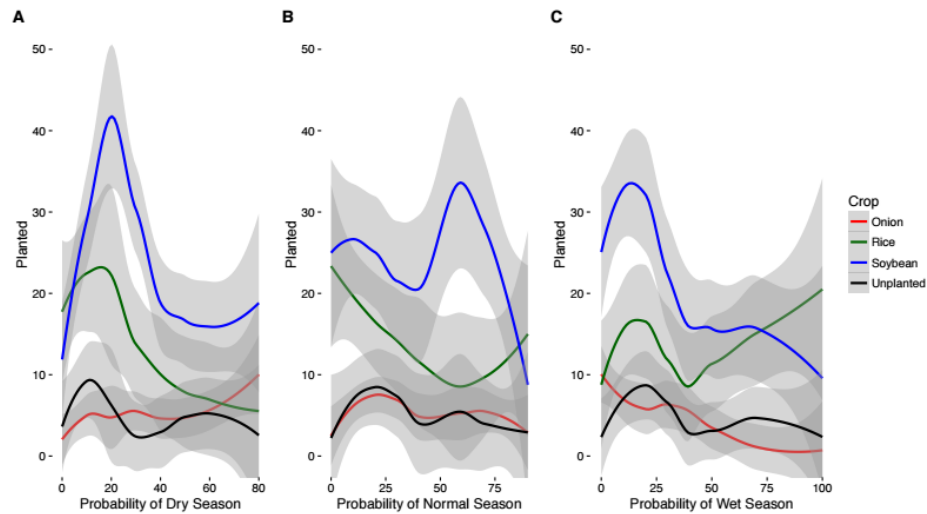 A
B
C
Planted
50
40
30
20
10
0
0 20 40 60 80
Probability of Dry Season
Planted
50
40
30
20
10
0
0 25 50 75
Probability of Normal Season
Planted
50
40
30
20
10
0
0 25 50 75 100
Probability of Wet Season
Crop
Onion
Rice
Soybean
Unplanted